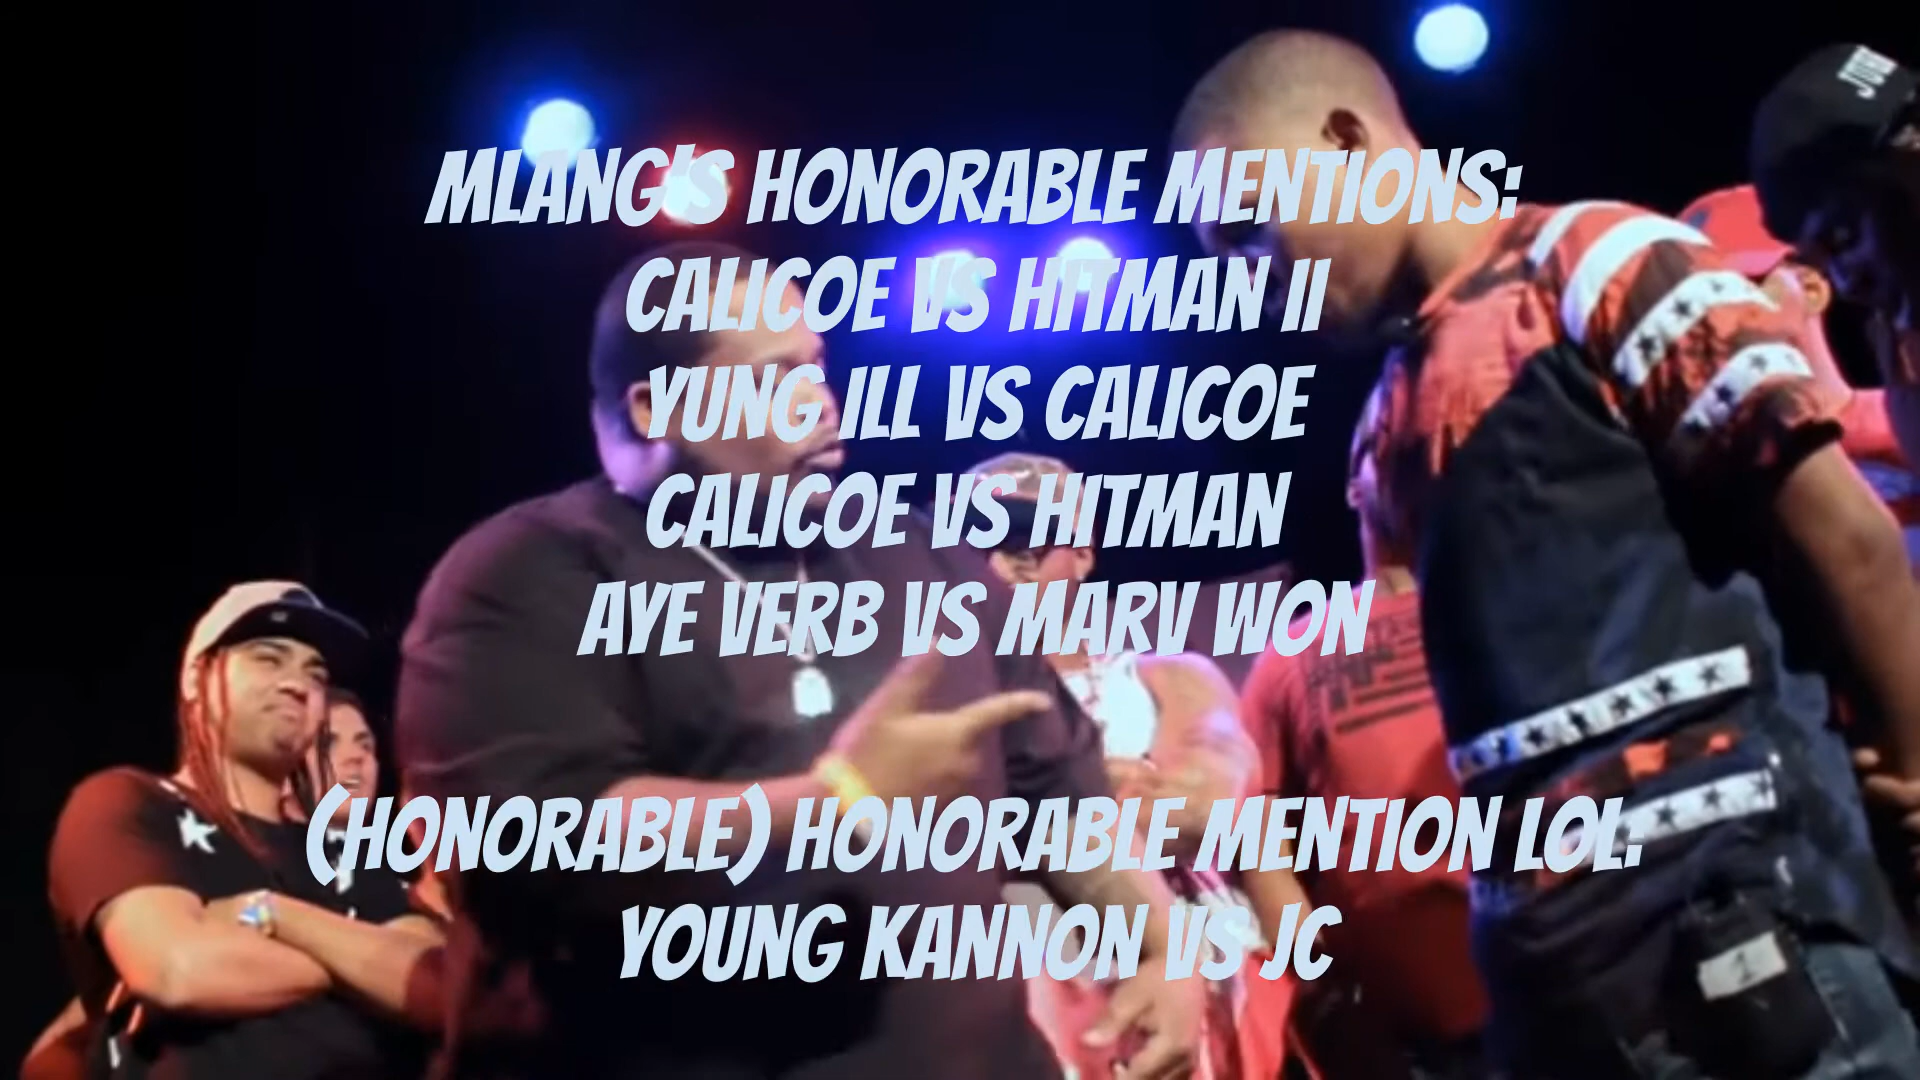 MLANG'S HONORABLE MENTIONS:
CALICOE VS HITMAN II
YUNG ILL VS CALICOE
CALICOE VS HITMAN
AYE VERB VS MARV WON
(HONORABLE) HONORABLE MENTION LOL:
YOUNG KANNON VS JC